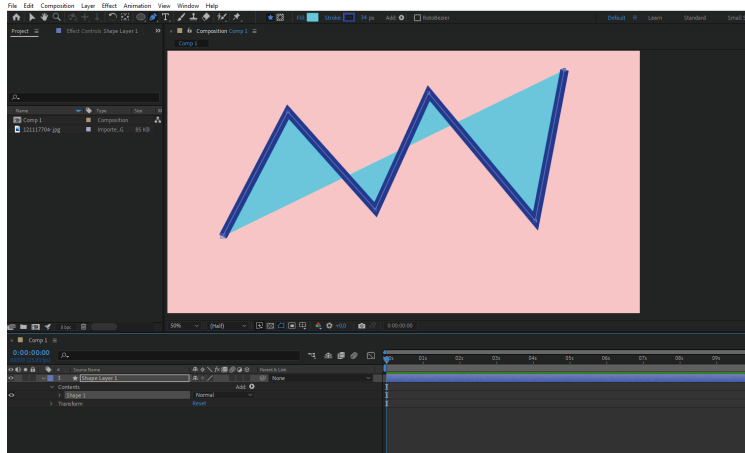 File Edit Composition Layer Effect Animation View Window Help
Fill Stroke 34 px Add: RotoBezier Default Learn Standard Small S
Project Effect Controls Shape Layer 1 Composition Comp 1
Comp 1
Name Type Size
Comp 1 Composition
121117704-.jpg Importe..G 85 KB
8 bpc 50% (Half) +0.0 0:00:00:00
Comp 1
0:00:00:00
# Source Name Parent & Link 01s 02s 03s 04s 05s 06s 07s 08s 09s
1 Shape Layer 1 None
Contents Add:
Shape 1 Normal
Transform Reset